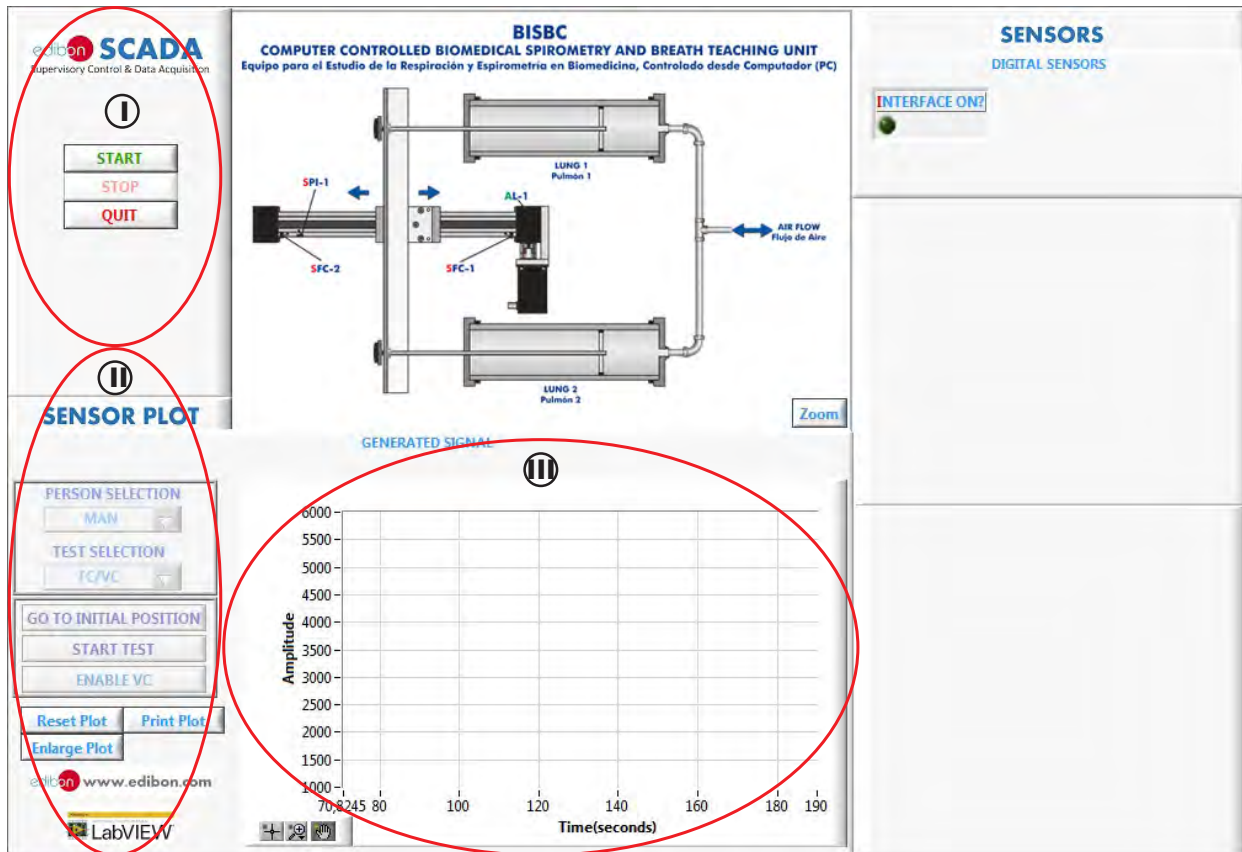 edibon SCADA
Supervisory Control & Data Acquisition
I
START
STOP
QUIT
BISBC
COMPUTER CONTROLLED BIOMEDICAL SPIROMETRY AND BREATH TEACHING UNIT
Equipo para el Estudio de la Respiración y Espirometría en Biomedicina, Controlado desde Computador (PC)
LUNG 1
Pulmón 1
SPI-1
AL-1
AIR FLOW
Flujo de Aire
SFC-2
SFC-1
LUNG 2
Pulmón 2
Zoom
SENSORS
DIGITAL SENSORS
INTERFACE ON?
II
SENSOR PLOT
PERSON SELECTION
MAN
TEST SELECTION
TC/VC
GO TO INITIAL POSITION
START TEST
ENABLE VC
Reset Plot Print Plot
Enlarge Plot
edibon www.edibon.com
LabVIEW
GENERATED SIGNAL
III
Amplitude
6000
5500
5000
4500
4000
3500
3000
2500
2000
1500
1000
70,8245 80 100 120 140 160 180 190
Time(seconds)